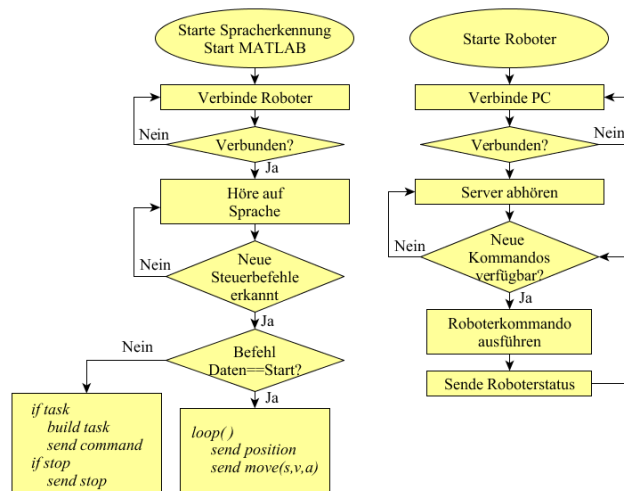 Starte Spracherkennung
Start MATLAB
Verbinde Roboter
Nein
Verbunden?
Ja
Höre auf
Sprache
Nein
Neue
Steuerbefehle
erkannt
Ja
Nein
Befehl
Daten==Start?
Ja
if task
build task
send command
if stop
send stop
loop()
send position
send move(s,v,a)
Starte Roboter
Verbinde PC
Nein
Verbunden?
Server abhören
Nein
Neue
Kommandos
verfügbar?
Ja
Roboterkommando
ausführen
Sende Roboterstatus